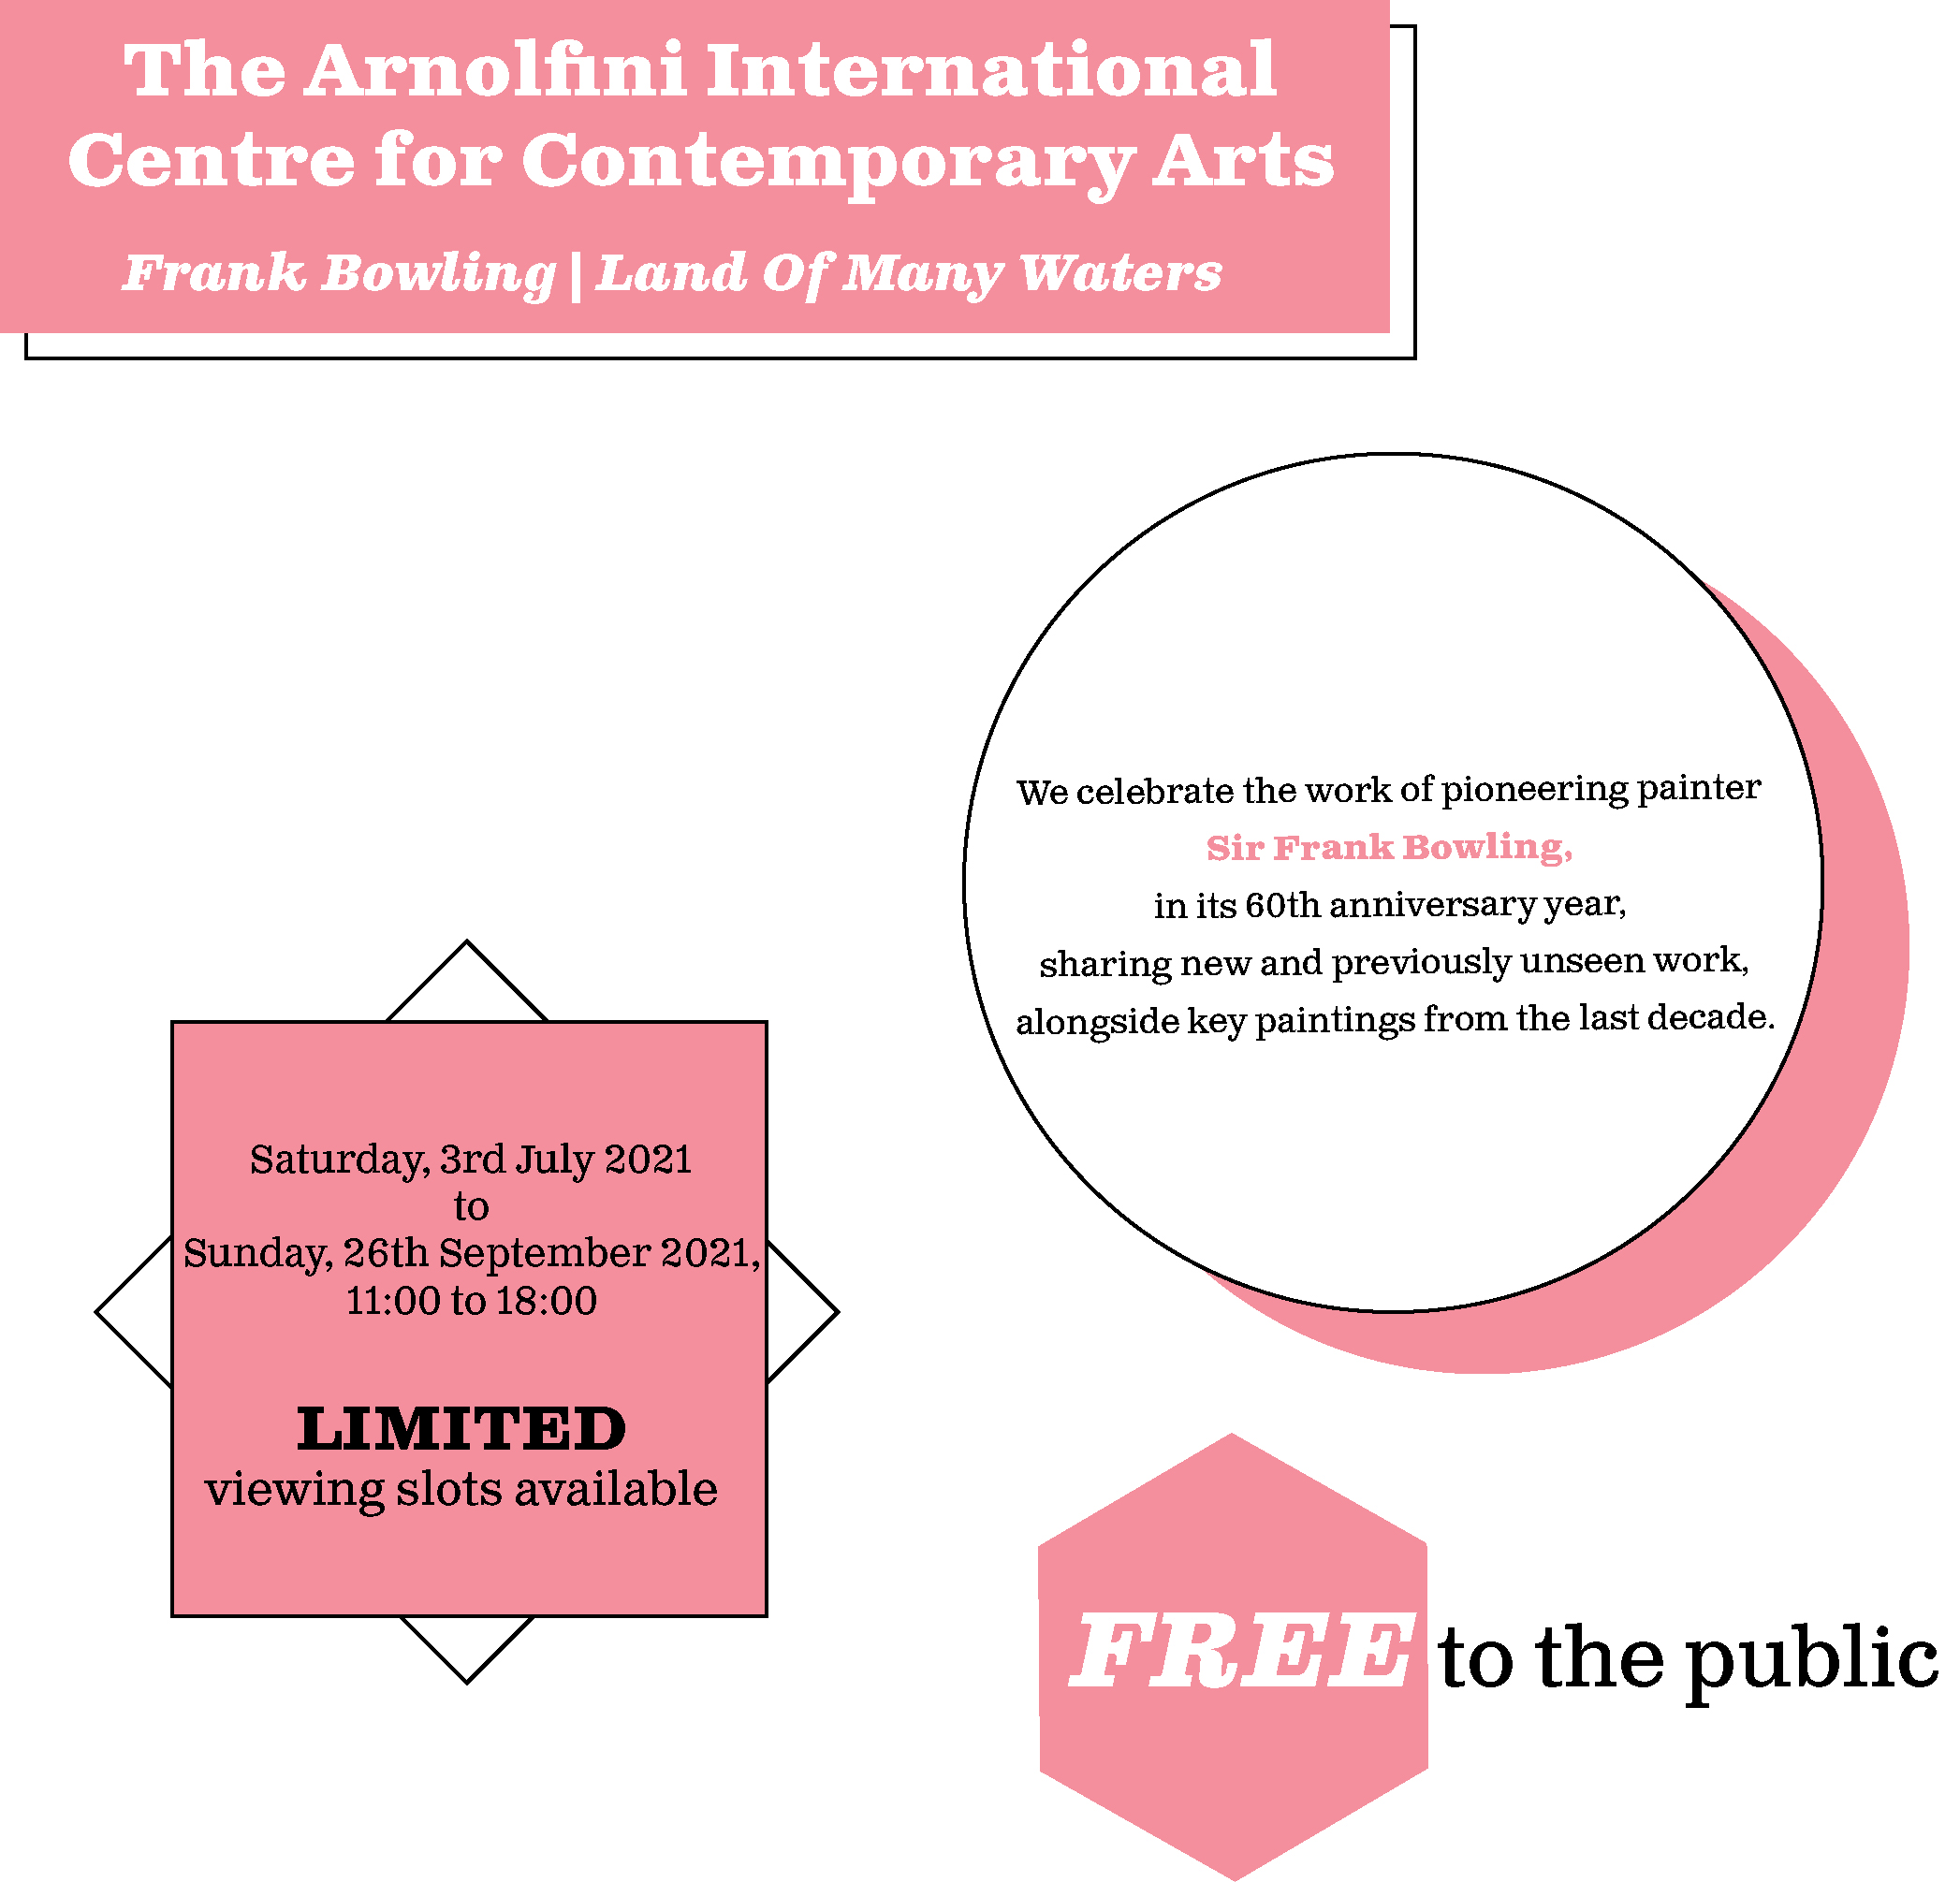 The Arnolfini International
Centre for Contemporary Arts
Frank Bowling | Land Of Many Waters
We celebrate the work of pioneering painter
Sir Frank Bowling,
in its 60th anniversary year,
sharing new and previously unseen work,
alongside key paintings from the last decade.
Saturday, 3rd July 2021
to
Sunday, 26th September 2021,
11:00 to 18:00
LIMITED
viewing slots available
FREE to the public